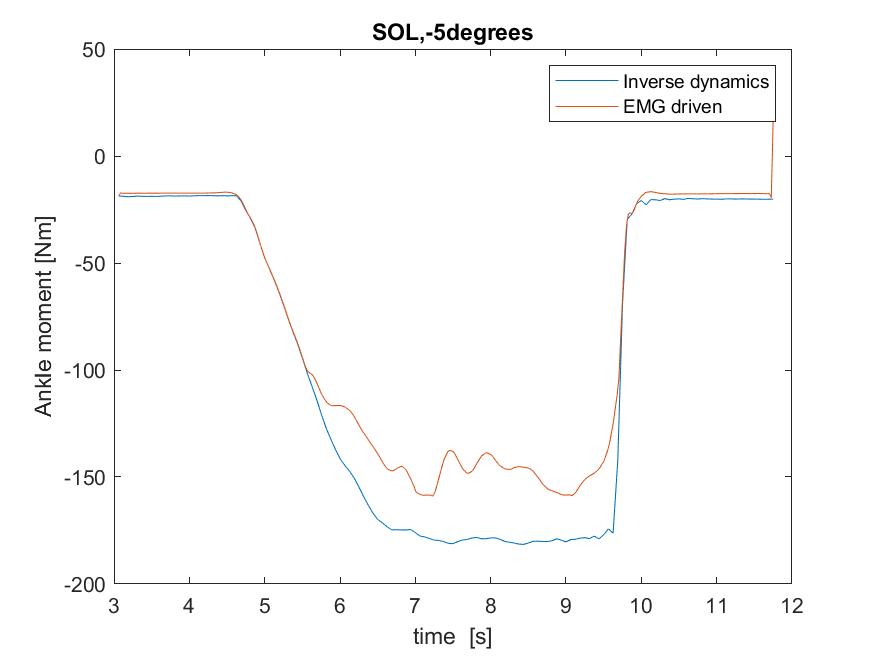 SOL,-5degrees
50
0
-50
-100
-150
-200
Ankle moment [Nm]
Inverse dynamics
EMG driven
3 4 5 6 7 8 9 10 11 12
time [s]